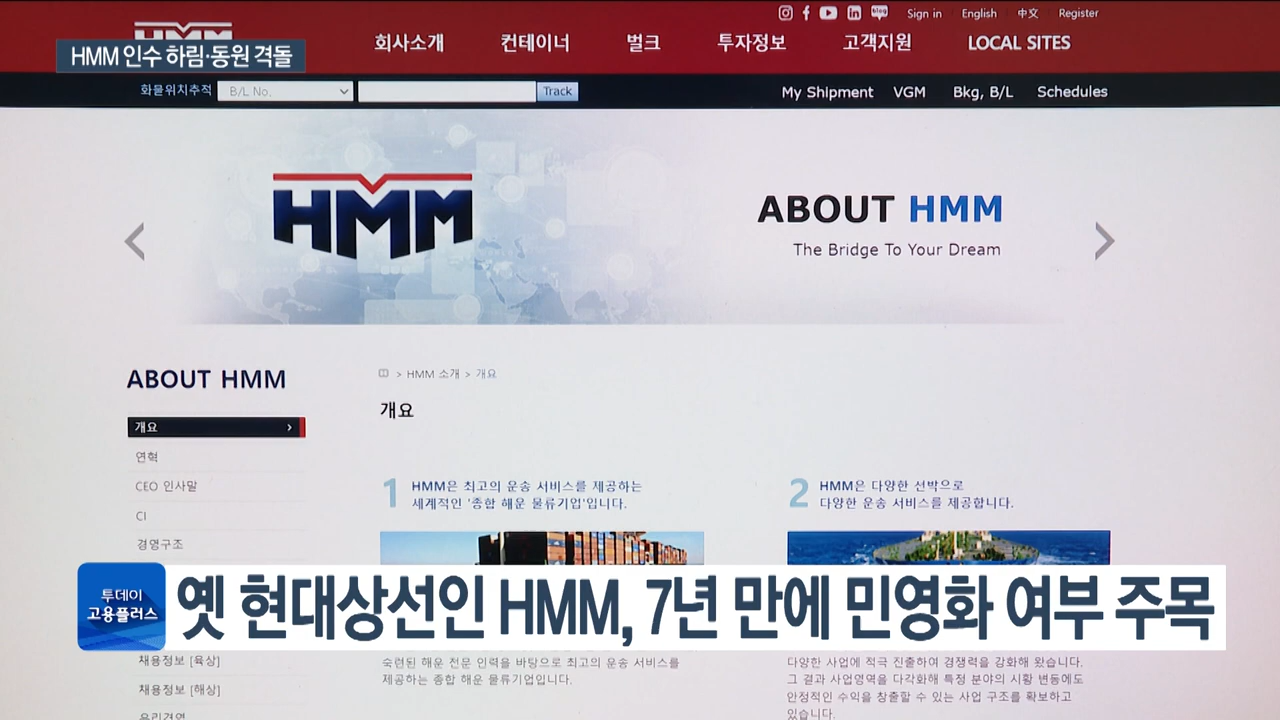 blog
Sign in English 中文 Register
HMM
HMM 인수 하림·동원 격돌
회사소개 컨테이너 벌크 투자정보 고객지원 LOCAL SITES
화물위치추적 B/L No. Track My Shipment VGM Bkg, B/L Schedules
HMM
ABOUT HMM
The Bridge To Your Dream
ABOUT HMM
> HMM 소개 > 개요
개요
개요
연혁
CEO 인사말
CI
경영구조
1 HMM은 최고의 운송 서비스를 제공하는
세계적인 '종합 해운 물류기업'입니다.
2 HMM은 다양한 선박으로
다양한 운송 서비스를 제공합니다.
투데이
고용플러스
옛 현대상선인 HMM, 7년 만에 민영화 여부 주목
채용정보 [육상]
채용정보 [해상]
윤리경영
숙련된 해운 전문 인력을 바탕으로 최고의 운송 서비스를
제공하는 종합 해운 물류기업입니다.
다양한 사업에 적극 진출하여 경쟁력을 강화해 왔습니다.
그 결과 사업영역을 다각화해 특정 분야의 시황 변동에도
안정적인 수익을 창출할 수 있는 사업 구조를 확보하고
있습니다.